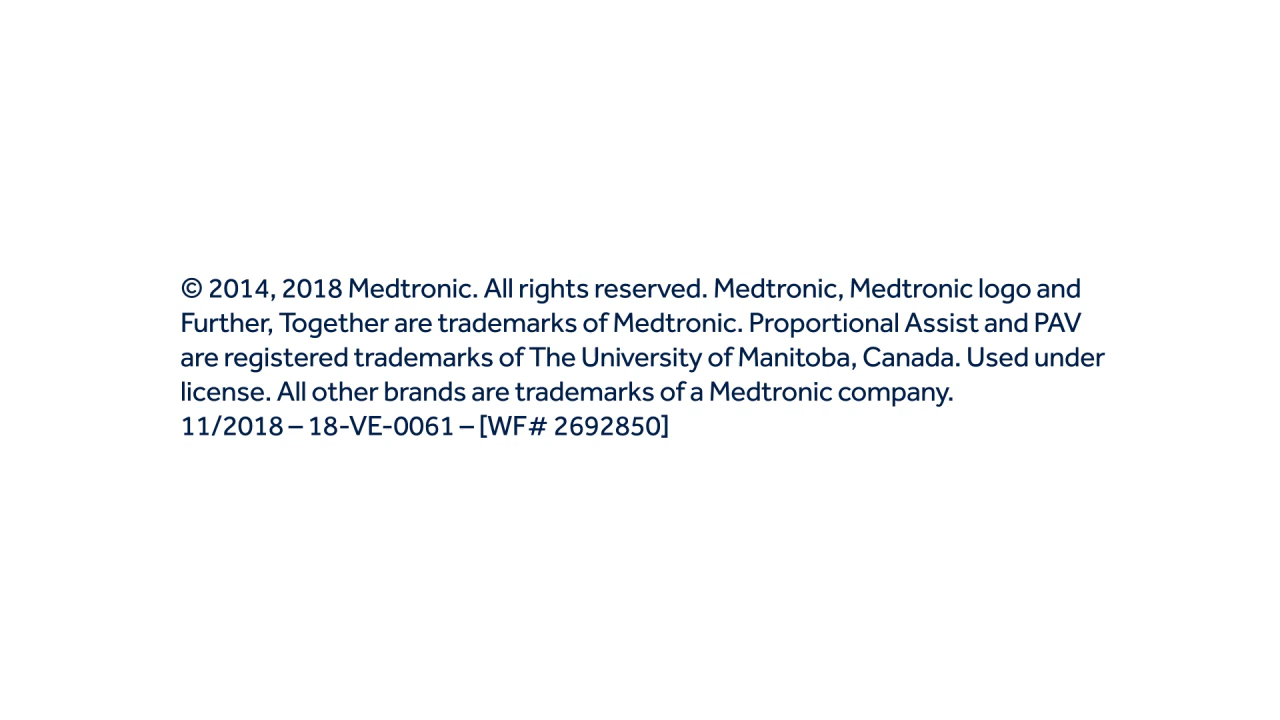 © 2014, 2018 Medtronic. All rights reserved. Medtronic, Medtronic logo and
Further, Together are trademarks of Medtronic. Proportional Assist and PAV
are registered trademarks of The University of Manitoba, Canada. Used under
license. All other brands are trademarks of a Medtronic company.
11/2018 – 18-VE-0061 – [WF# 2692850]